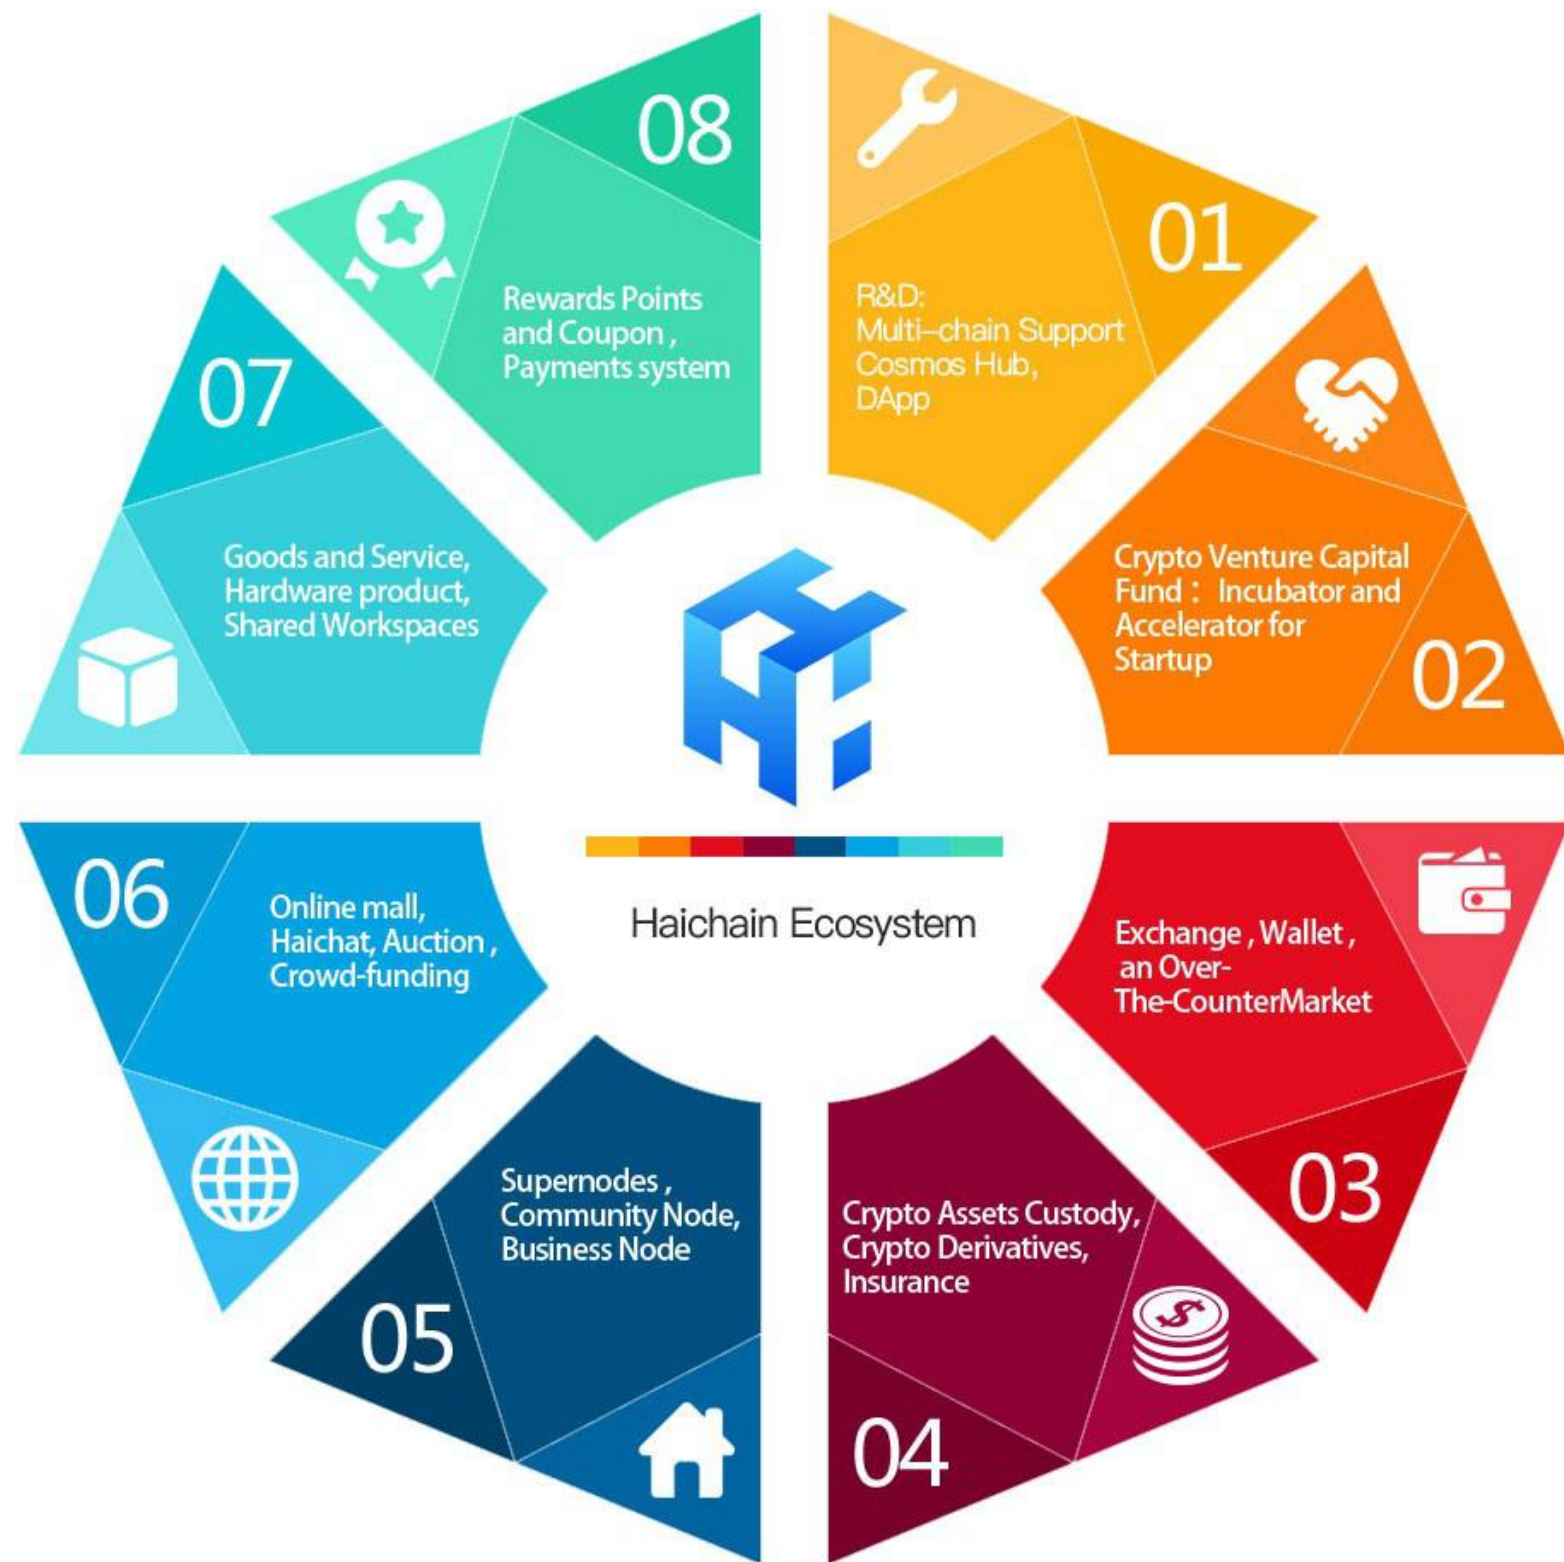 01
R&D:
Multi–chain Support
Cosmos Hub,
DApp
02
Crypto Venture Capital
Fund： Incubator and
Accelerator for
Startup
03
Exchange , Wallet ,
an Over-
The-CounterMarket
04
Crypto Assets Custody,
Crypto Derivatives,
Insurance
05
Supernodes ,
Community Node,
Business Node
06
Online mall,
Haichat, Auction ,
Crowd-funding
07
Goods and Service,
Hardware product,
Shared Workspaces
08
Rewards Points
and Coupon ,
Payments system
Haichain Ecosystem
$